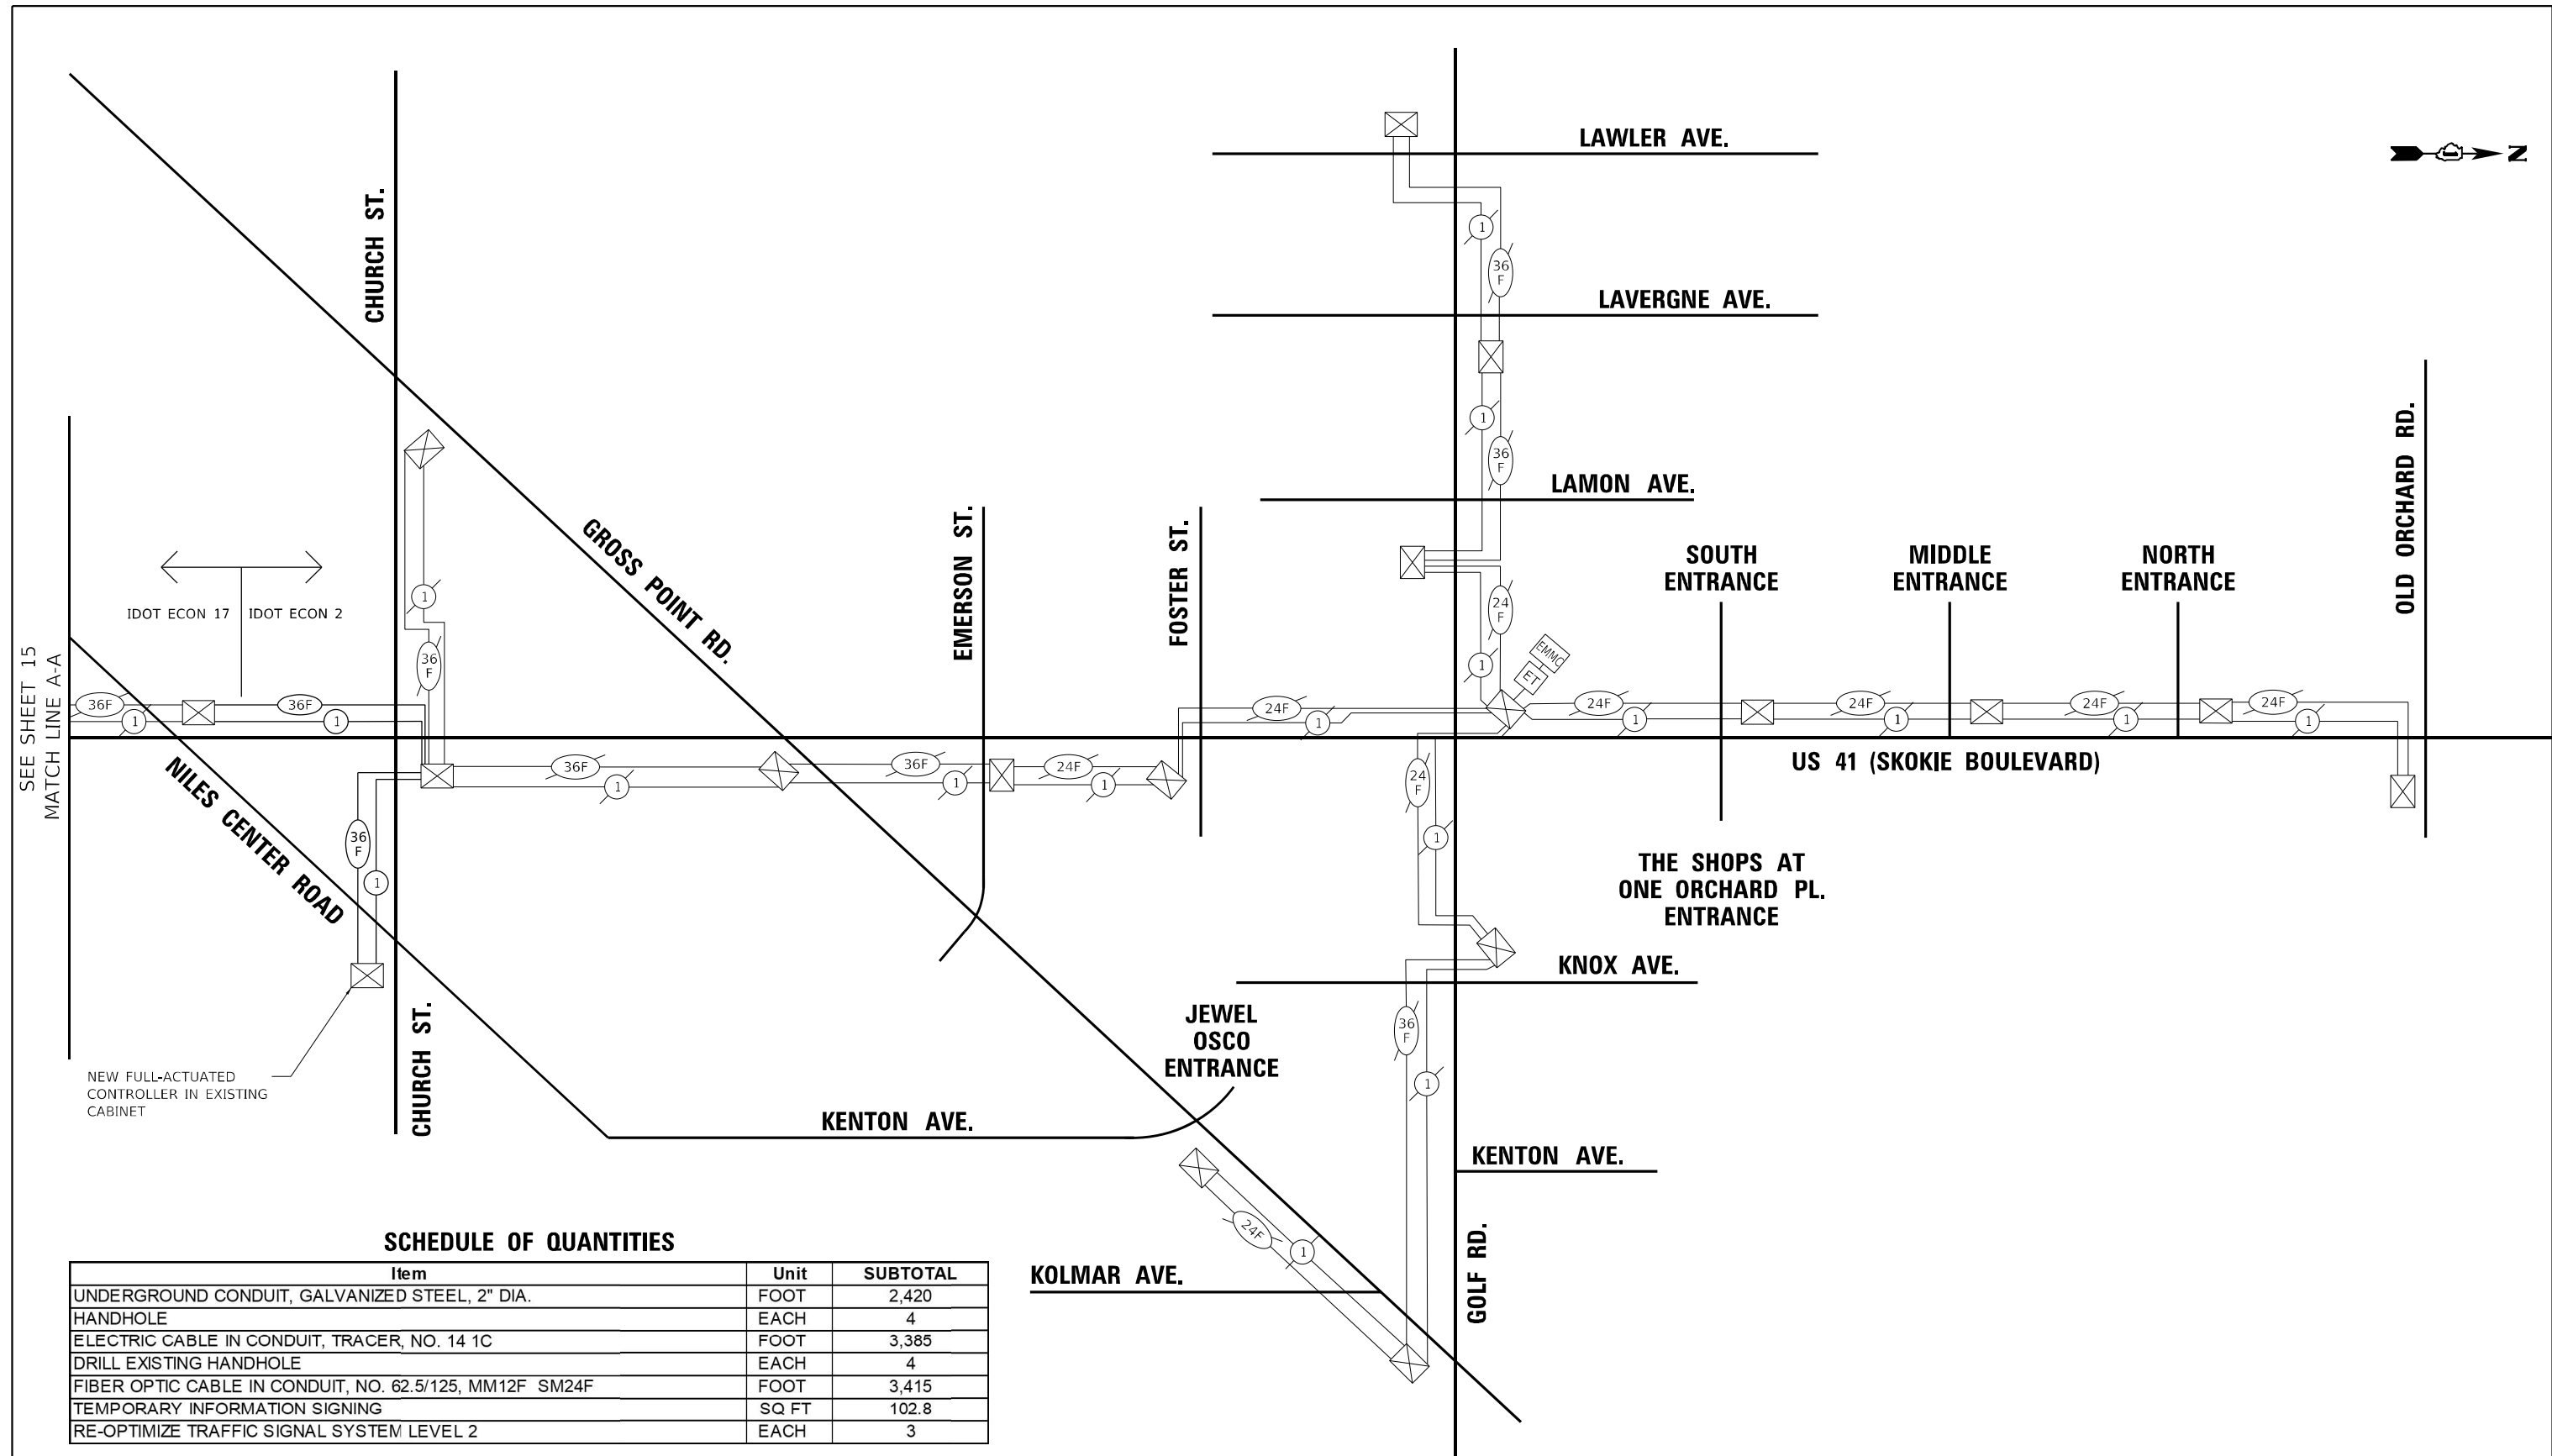 LAWLER AVE.
N
CHURCH ST.
36
F
1
LAVERGNE AVE.
1
36
F
LAMON AVE.
OLD ORCHARD RD.
GROSS POINT RD.
EMERSON ST.
FOSTER ST.
SOUTH
ENTRANCE
MIDDLE
ENTRANCE
NORTH
ENTRANCE
IDOT ECON 17
IDOT ECON 2
1
36
F
24
F
1
EMMC
ET
SEE SHEET 15
MATCH LINE A-A
36F
1
36F
1
24F
1
24F
1
24F
1
24F
1
24F
1
US 41 (SKOKIE BOULEVARD)
36F
1
36F
1
24F
1
24
F
1
NILES CENTER ROAD
36
F
1
THE SHOPS AT
ONE ORCHARD PL.
ENTRANCE
KNOX AVE.
JEWEL
OSCO
ENTRANCE
36
F
1
NEW FULL-ACTUATED
CONTROLLER IN EXISTING
CABINET
CHURCH ST.
KENTON AVE.
KENTON AVE.
24F
1
KOLMAR AVE.
GOLF RD.
SCHEDULE OF QUANTITIES
Item Unit SUBTOTAL
UNDERGROUND CONDUIT, GALVANIZED STEEL, 2" DIA. FOOT 2,420
HANDHOLE EACH 4
ELECTRIC CABLE IN CONDUIT, TRACER, NO. 14 1C FOOT 3,385
DRILL EXISTING HANDHOLE EACH 4
FIBER OPTIC CABLE IN CONDUIT, NO. 62.5/125, MM12F SM24F FOOT 3,415
TEMPORARY INFORMATION SIGNING SQ FT 102.8
RE-OPTIMIZE TRAFFIC SIGNAL SYSTEM LEVEL 2 EACH 3